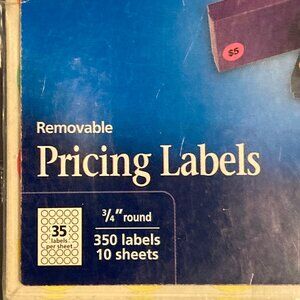 $5
Removable
Pricing Labels
35
labels
per sheet
3/4" round
350 labels
10 sheets